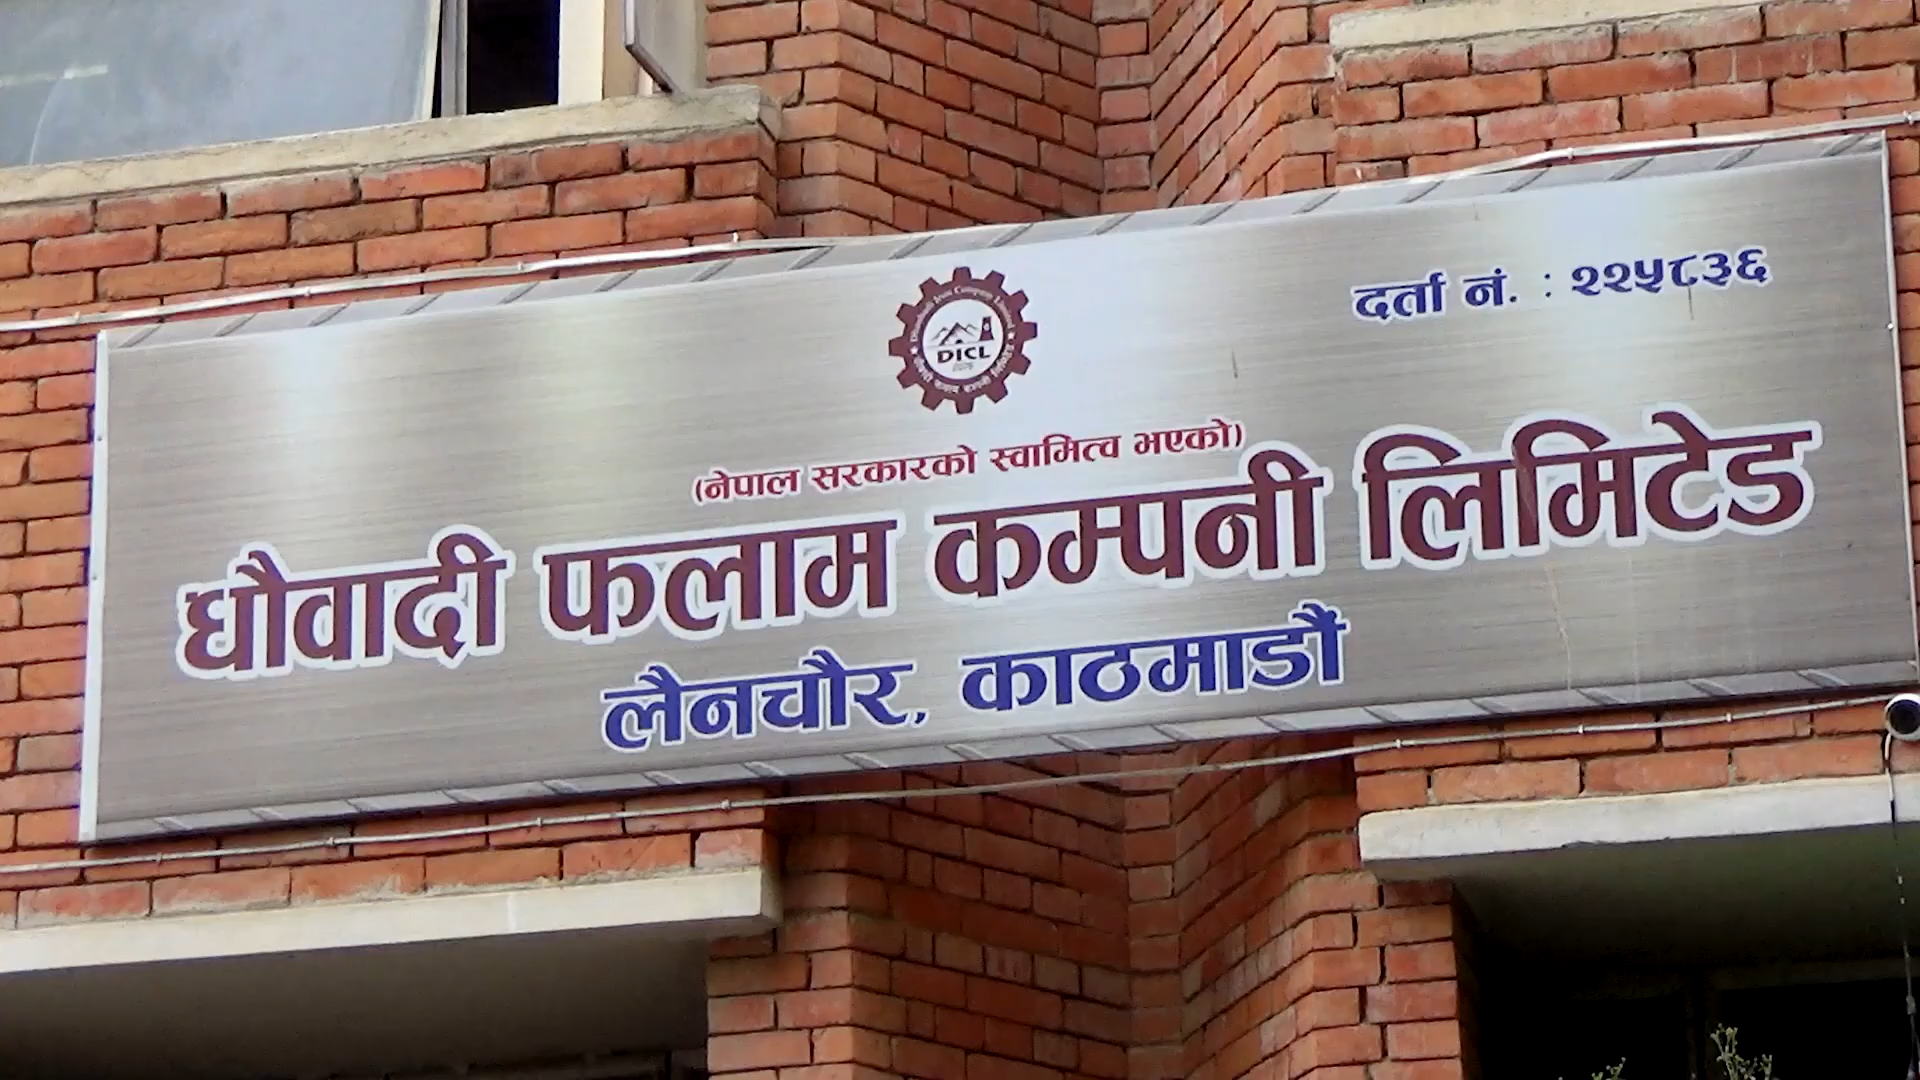 दर्ता नं. : २२५८३६
DICL
(नेपाल सरकारको स्वामित्व भएको)
धौवादी फलाम कम्पनी लिमिटेड
लैनचौर, काठमाडौं